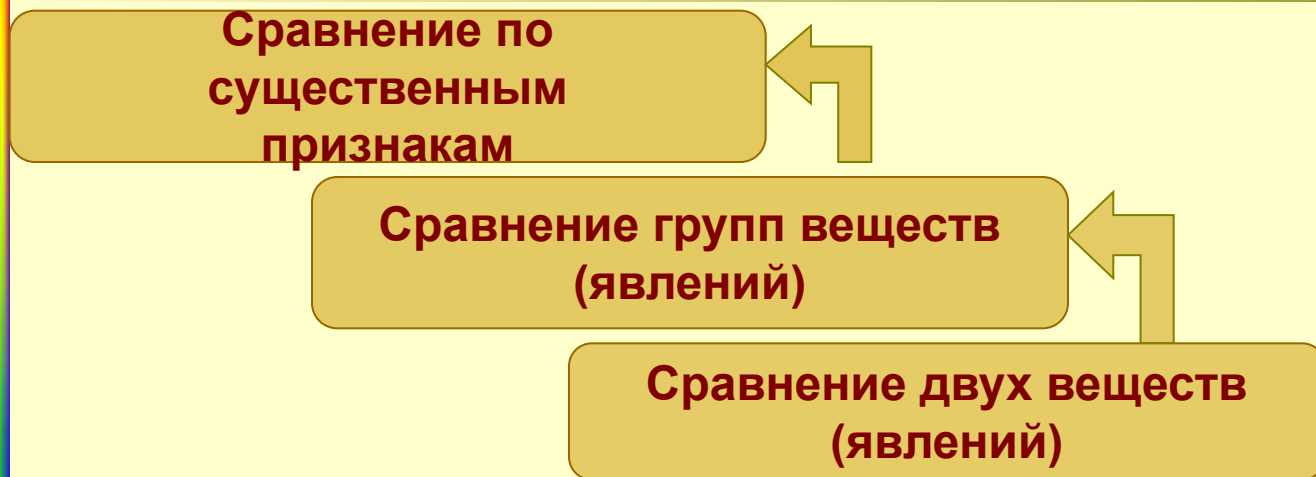 Сравнение по
существенным
признакам
Сравнение групп веществ
(явлений)
Сравнение двух веществ
(явлений)